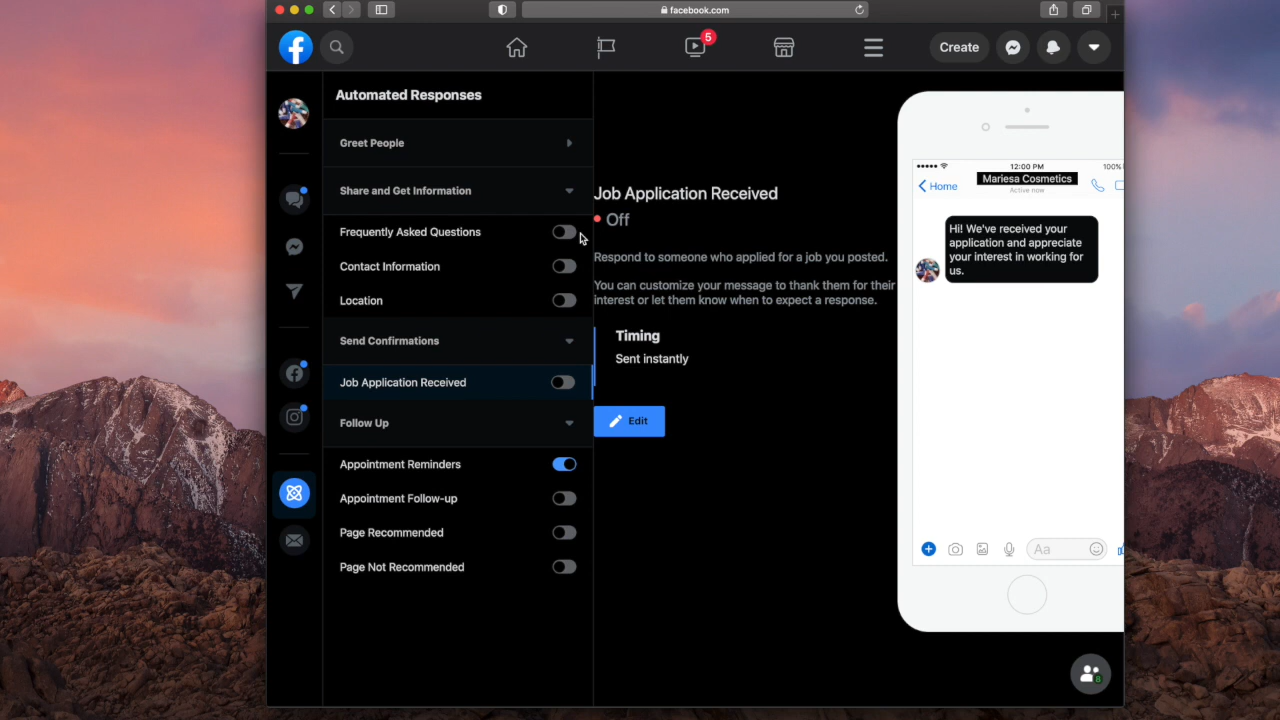 facebook.com
5
Create
Automated Responses
Greet People
Share and Get Information
Frequently Asked Questions
Contact Information
Location
Send Confirmations
Job Application Received
Follow Up
Appointment Reminders
Appointment Follow-up
Page Recommended
Page Not Recommended
Job Application Received
Off
Respond to someone who applied for a job you posted.
You can customize your message to thank them for their
interest or let them know when to expect a response.
Timing
Sent instantly
Edit
12:00 PM
100%
Home
Mariesa Cosmetics
Active now
Hi! We've received your
application and appreciate
your interest in working for
us.
Aa
8